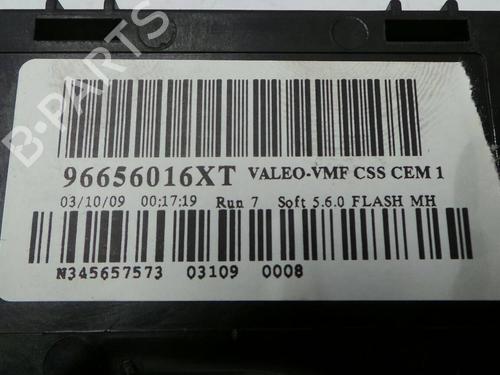 96656016XT VALEO-VMF CSS CEM 1
03/10/09 00:17:19 Run 7 Soft 5.6.0 FLASH MH
N345657573 03109 0008
B-PARTS